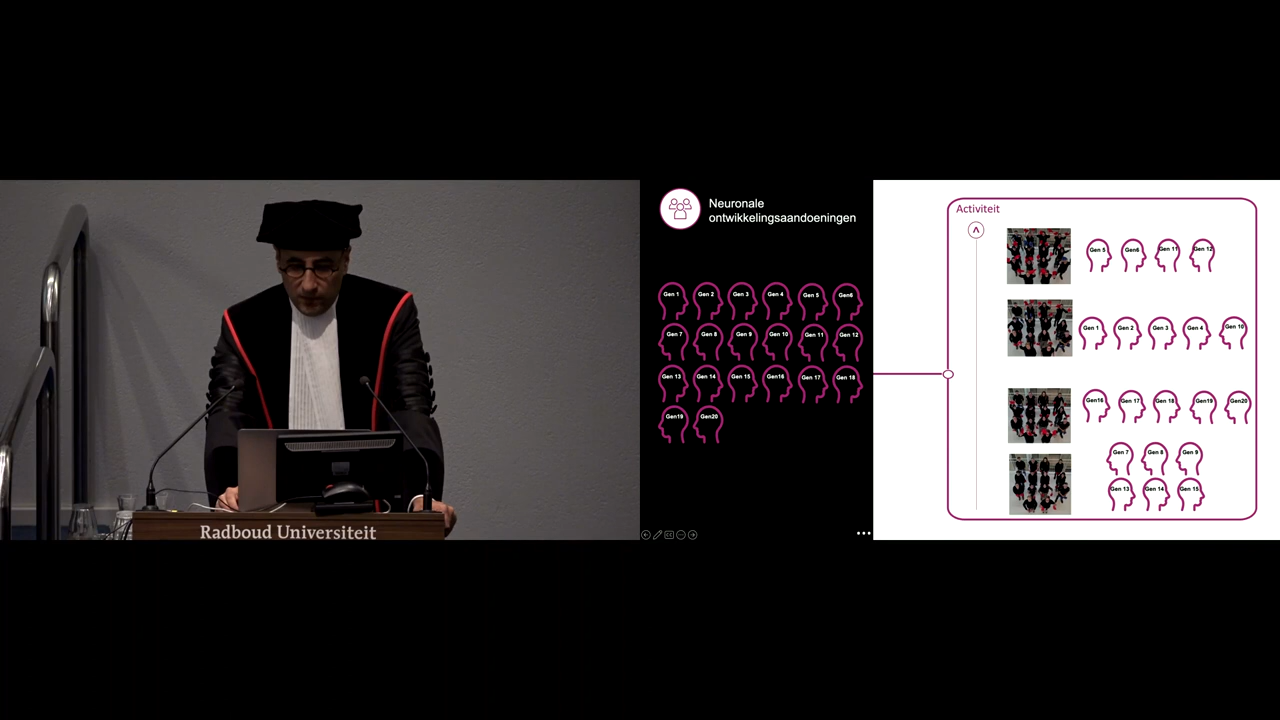 Radboud Universiteit
Neuronale
ontwikkelingsaandoeningen
Gen 1 Gen 2 Gen 3 Gen 4 Gen 5 Gen6
Gen 7 Gen 8 Gen 9 Gen 10 Gen 11 Gen 12
Gen 13 Gen 14 Gen 15 Gen16 Gen 17 Gen 18
Gen19 Gen20
Activiteit
Gen 5 Gen6 Gen 11 Gen 12
Gen 1 Gen 2 Gen 3 Gen 4 Gen 10
Gen16 Gen 17 Gen 18 Gen19 Gen20
Gen 7 Gen 8 Gen 9
Gen 13 Gen 14 Gen 15